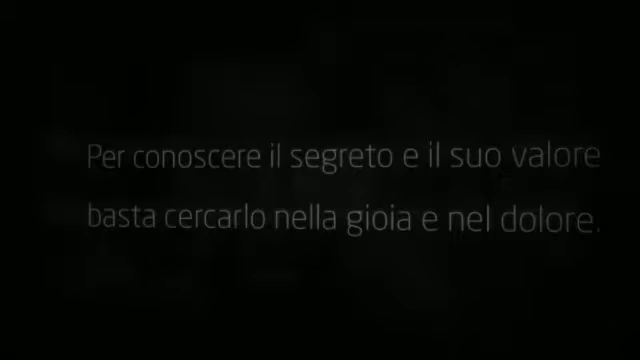 Per conoscere il segreto e il suo valore
basta cercarlo nella gioia e nel dolore.